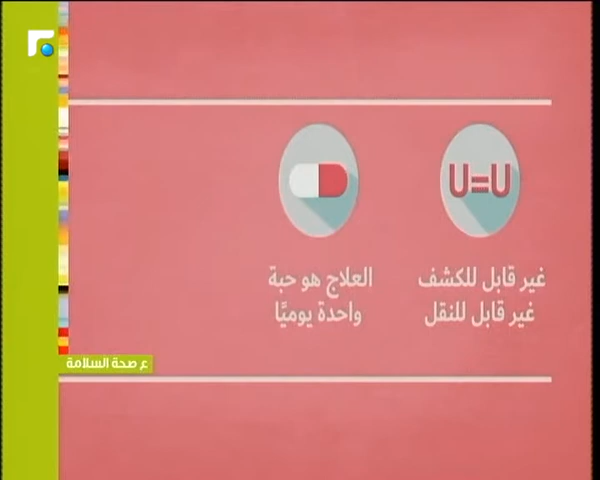 U=U
غير قابل للكشف
غير قابل للنقل
العلاج هو حبة
واحدة يوميًا
ع صحة السلامة